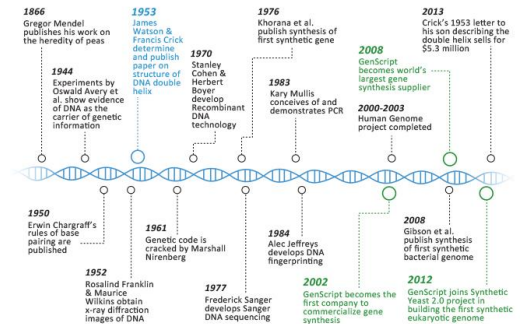 1866
Gregor Mendel
publishes his work on
the heredity of peas
1944
Experiments by
Oswald Avery et
al. show evidence
of DNA as the
carrier of genetic
information
1953
James
Watson &
Francis Crick
determine
and publish
paper on
structure of
DNA double
helix
1970
Stanley
Cohen &
Herbert
Boyer
develop
Recombinant
DNA
technology
1976
Khorana et al.
publish synthesis of
first synthetic gene
1983
Kary Mullis
conceives of and
demonstrates PCR
2008
GenScript
becomes world's
largest gene
synthesis supplier
2000-2003
Human Genome
project completed
2013
Crick's 1953 letter to
his son describing the
double helix sells for
$5.3 million
1950
Erwin Chargraff's
rules of base
pairing are
published
1952
Rosalind Franklin
& Maurice
Wilkins obtain
x-ray diffraction
images of DNA
1961
Genetic code is
cracked by Marshall
Nirenberg
1977
Frederick Sanger
develops Sanger
DNA sequencing
1984
Alec Jeffreys
develops DNA
fingerprinting
2002
GenScript becomes the
first company to
commercialize gene
synthesis
2008
Gibson et al.
publish synthesis
of first synthetic
bacterial genome
2012
GenScript joins Synthetic
Yeast 2.0 project in
building the first synthetic
eukaryotic genome